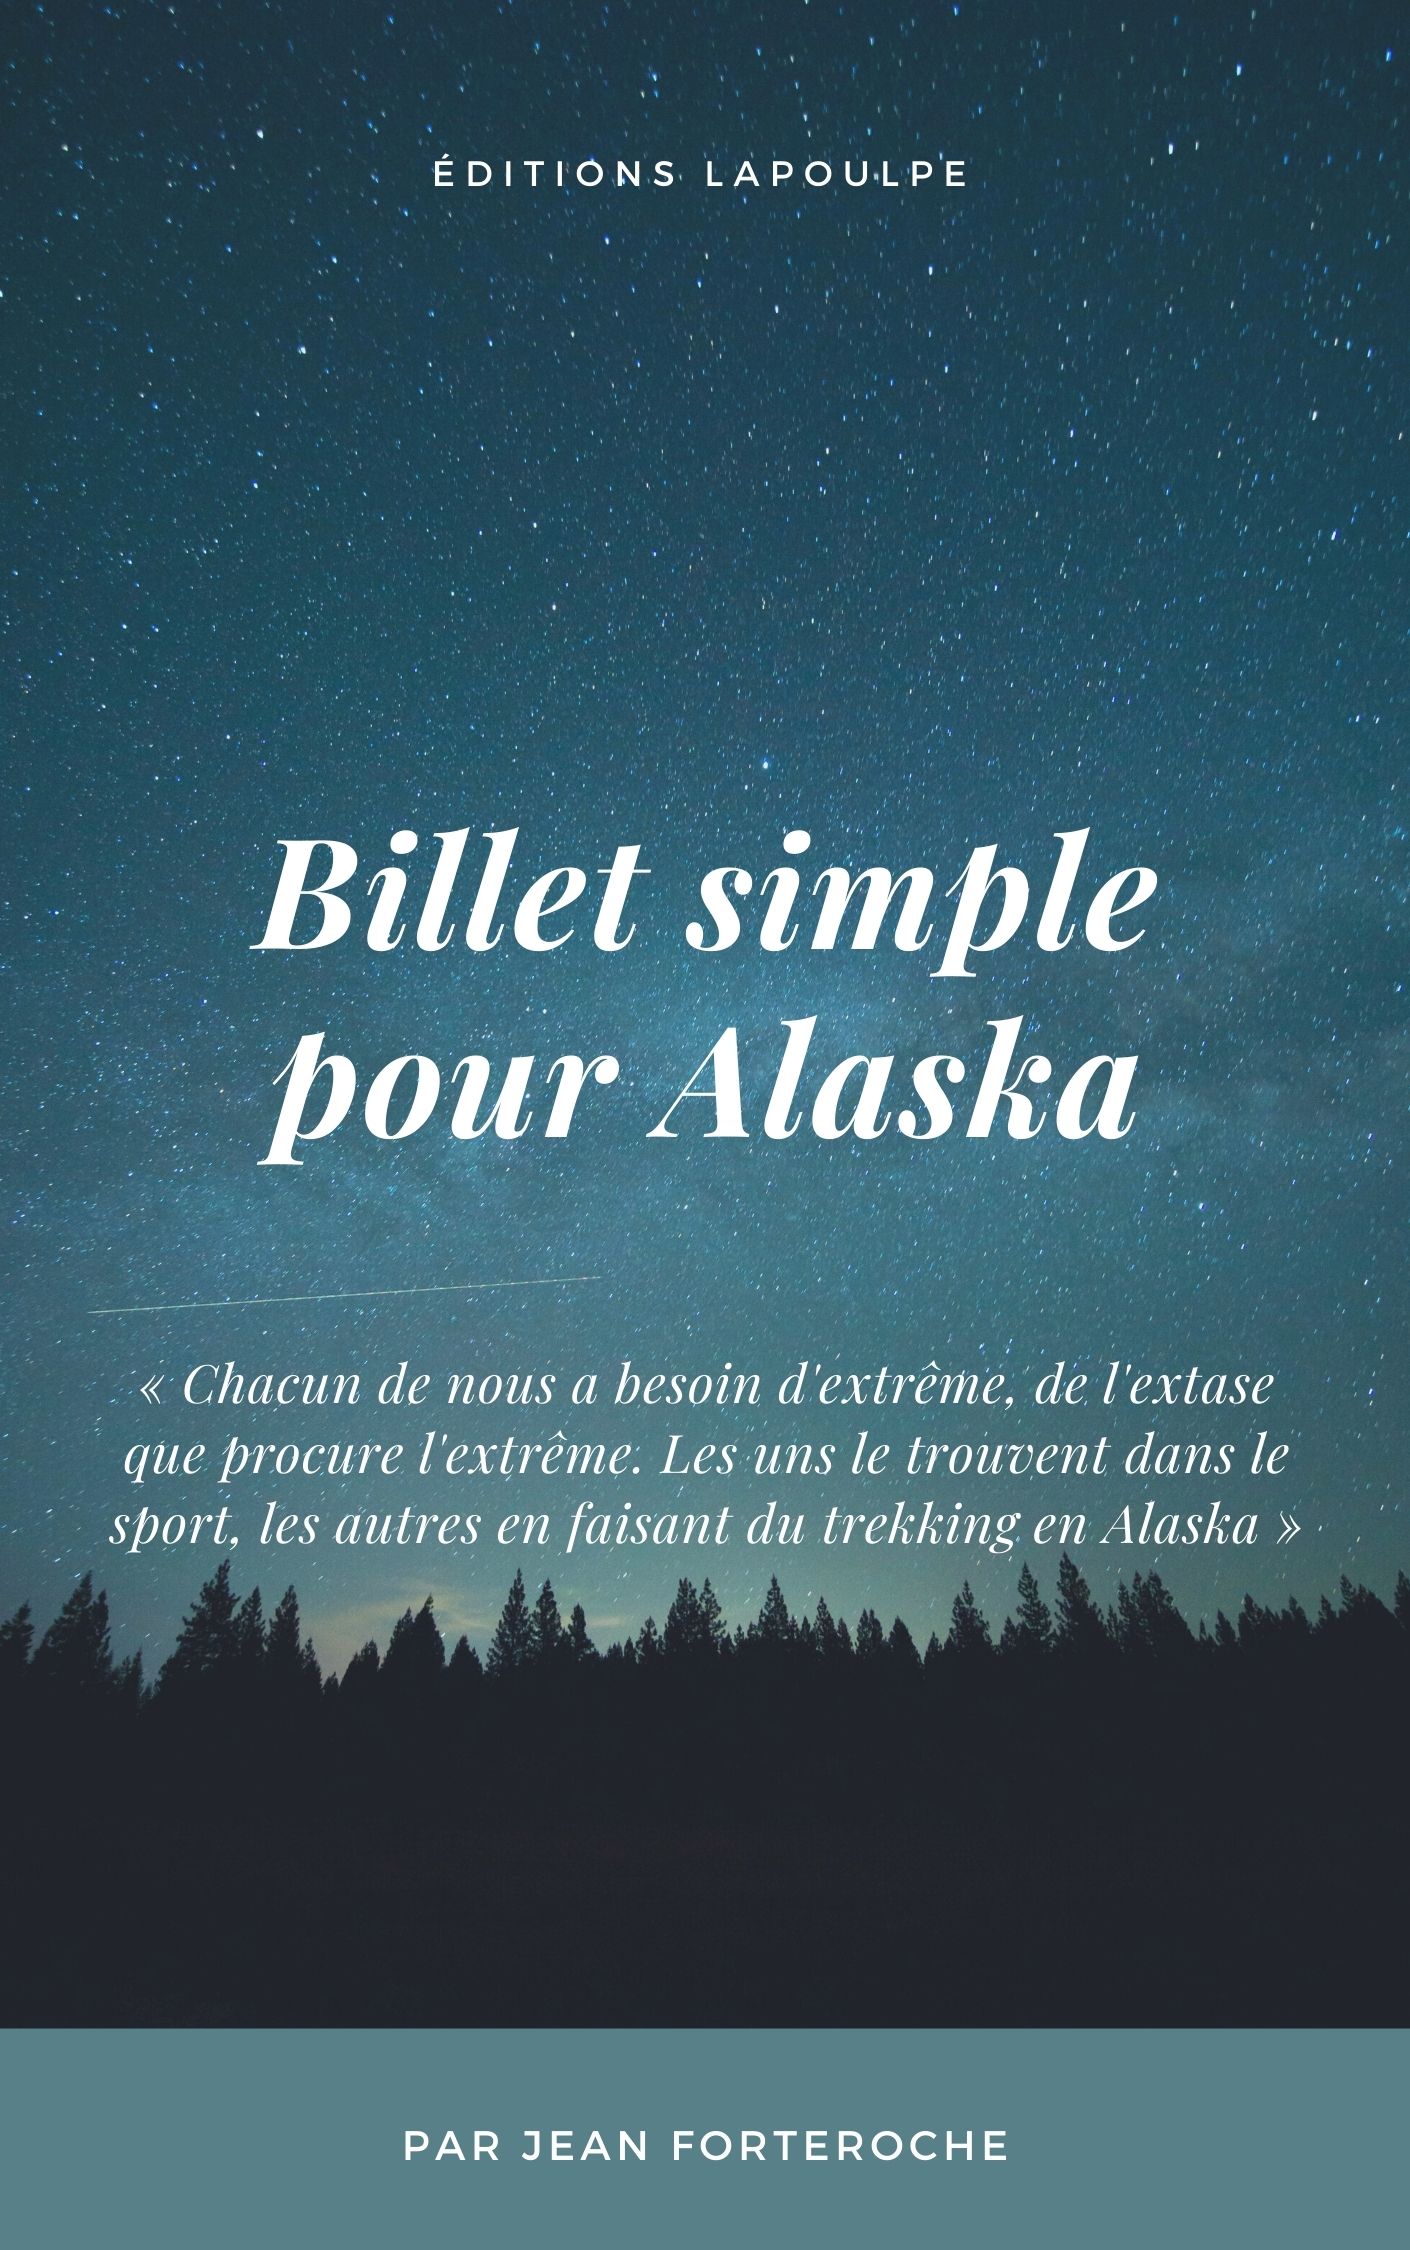 ÉDITIONS LAPOULPE
Billet simple
pour Alaska
« Chacun de nous a besoin d'extrême, de l'extase
que procure l'extrême. Les uns le trouvent dans le
sport, les autres en faisant du trekking en Alaska »
PAR JEAN FORTEROCHE